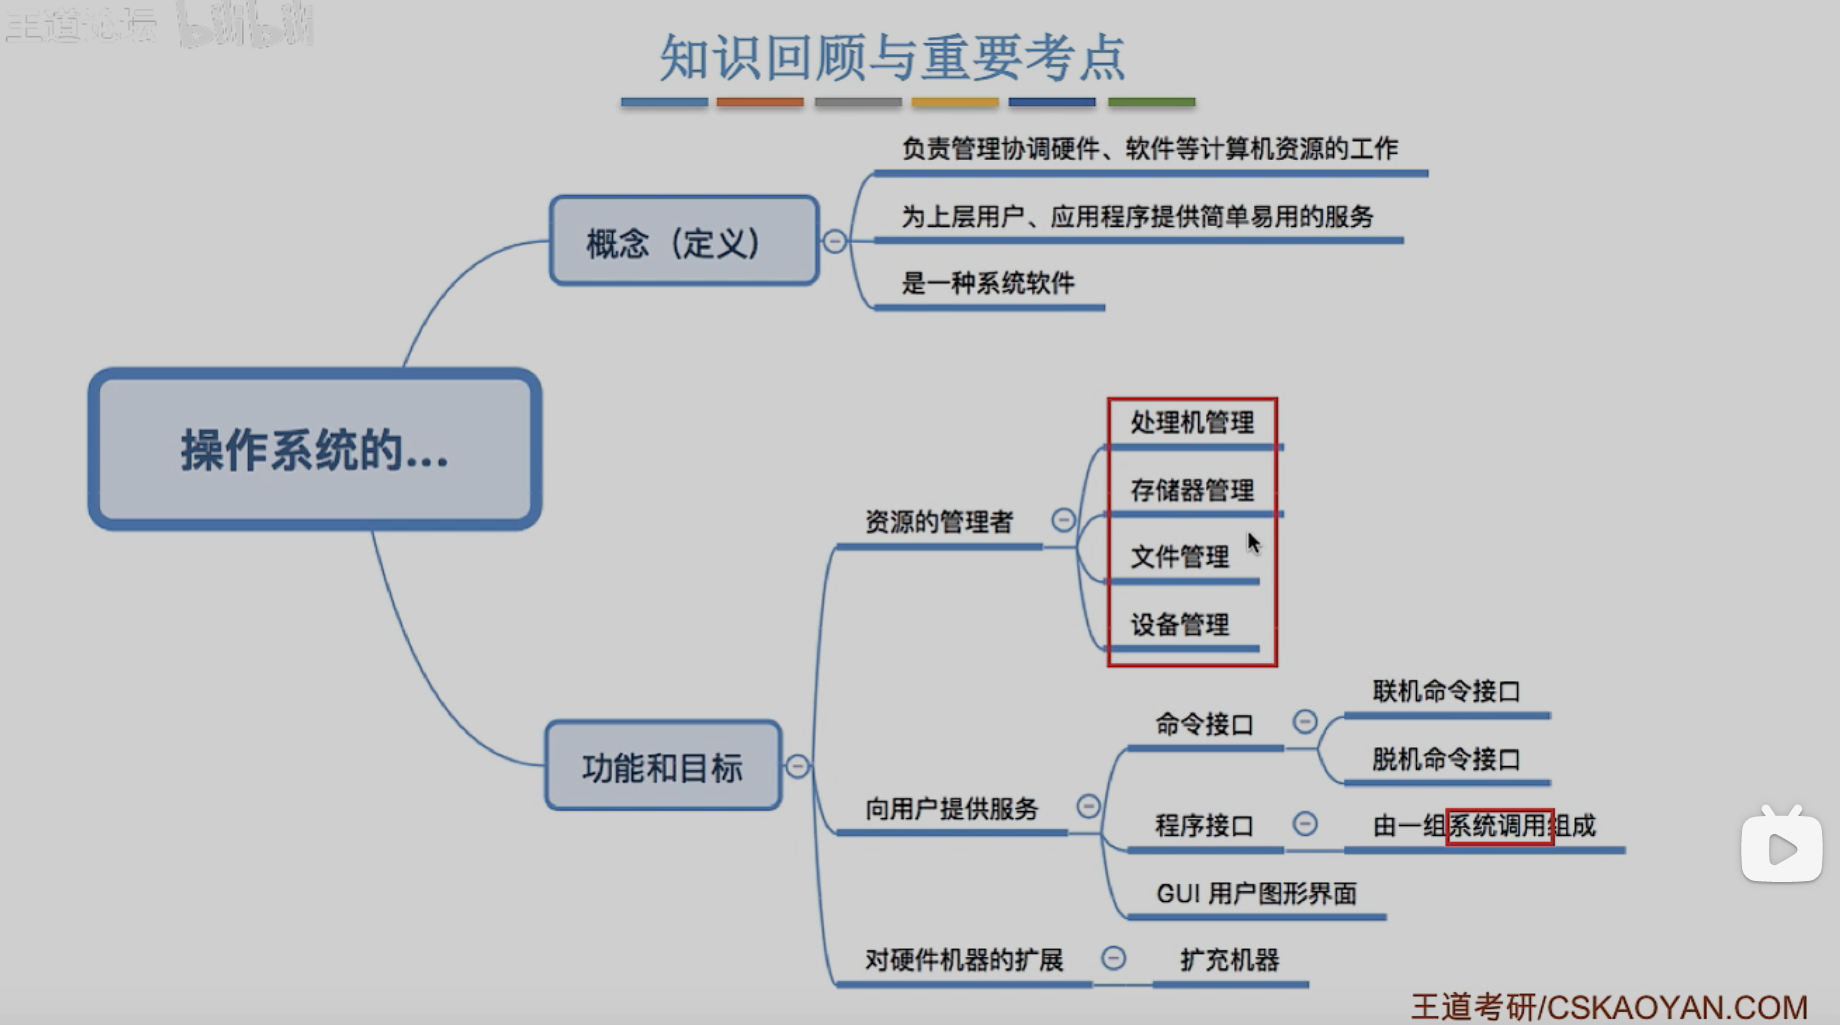 王道论坛 bilibili
知识回顾与重要考点
负责管理协调硬件、软件等计算机资源的工作
概念（定义）
为上层用户、应用程序提供简单易用的服务
是一种系统软件
操作系统的...
处理机管理
存储器管理
资源的管理者
文件管理
设备管理
功能和目标
联机命令接口
命令接口
脱机命令接口
向用户提供服务
程序接口
由一组系统调用组成
GUI 用户图形界面
对硬件机器的扩展
扩充机器
王道考研/CSKAOYAN.COM